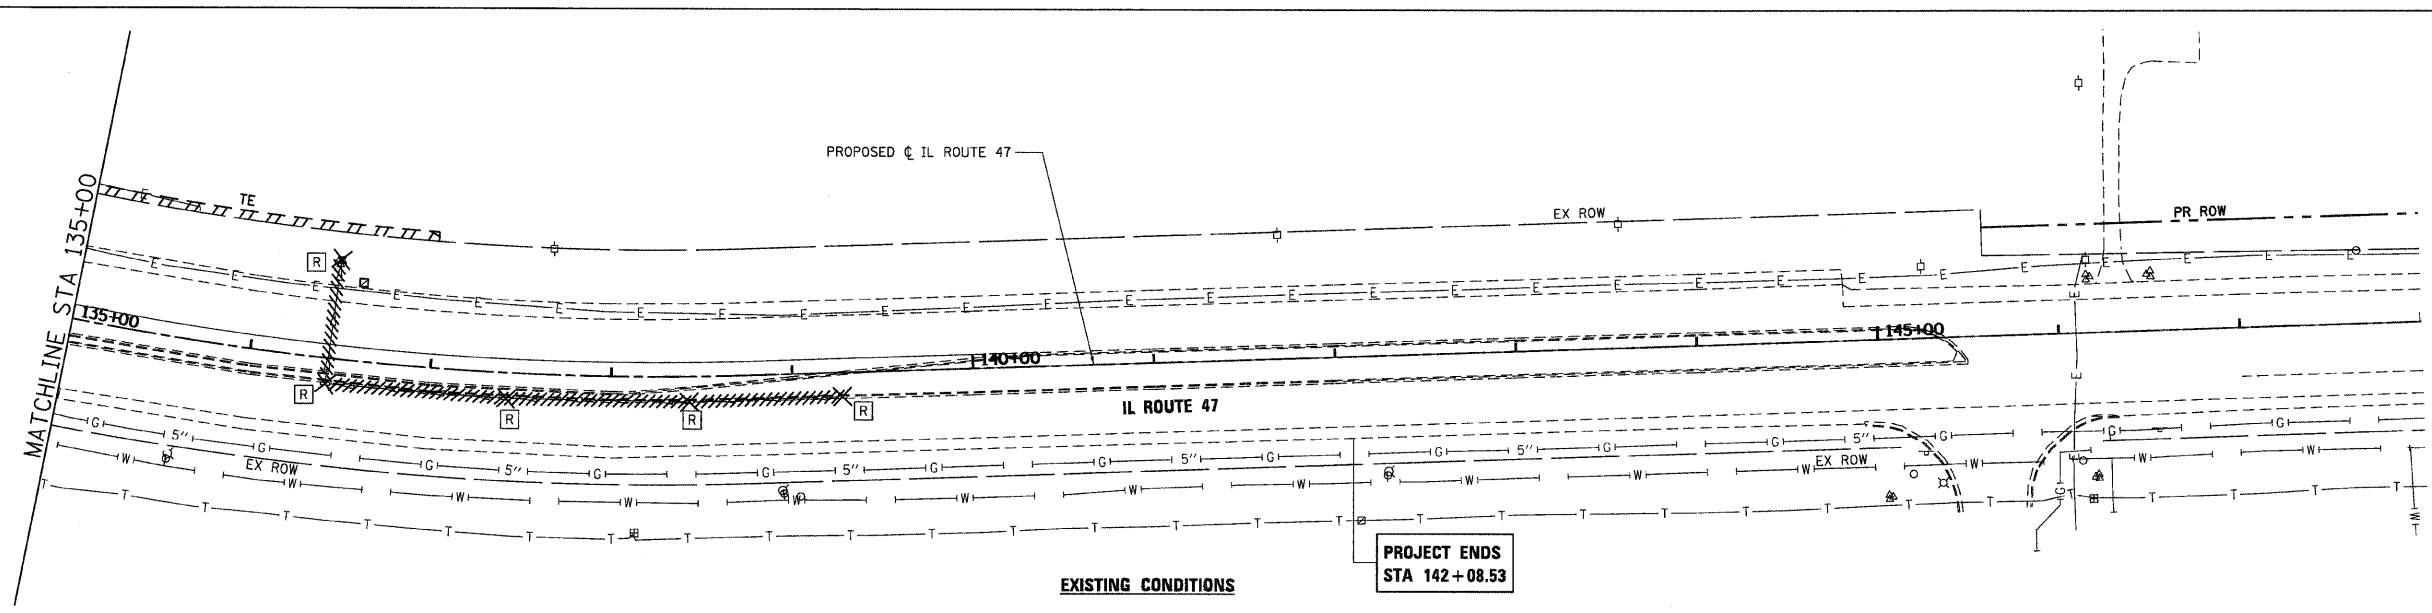 MATCHLINE STA 135+00
PROPOSED ℄ IL ROUTE 47
EX ROW
PR ROW
TE
E
R
135+00
140+00
145+00
R
R
R
R
IL ROUTE 47
G 5" G G 5" G G 5" G G 5" G G 5" G G 5" G G G
EX ROW
EX ROW
W W W W W W W W W W W W W W
T T T T T T T T T T T T T T T T T T T T T T T T T T T T
E E E E E E E E E E E E E E E E E E E E E E E E E E E E
E
E
G
W
T
PROJECT ENDS
STA 142+08.53
EXISTING CONDITIONS